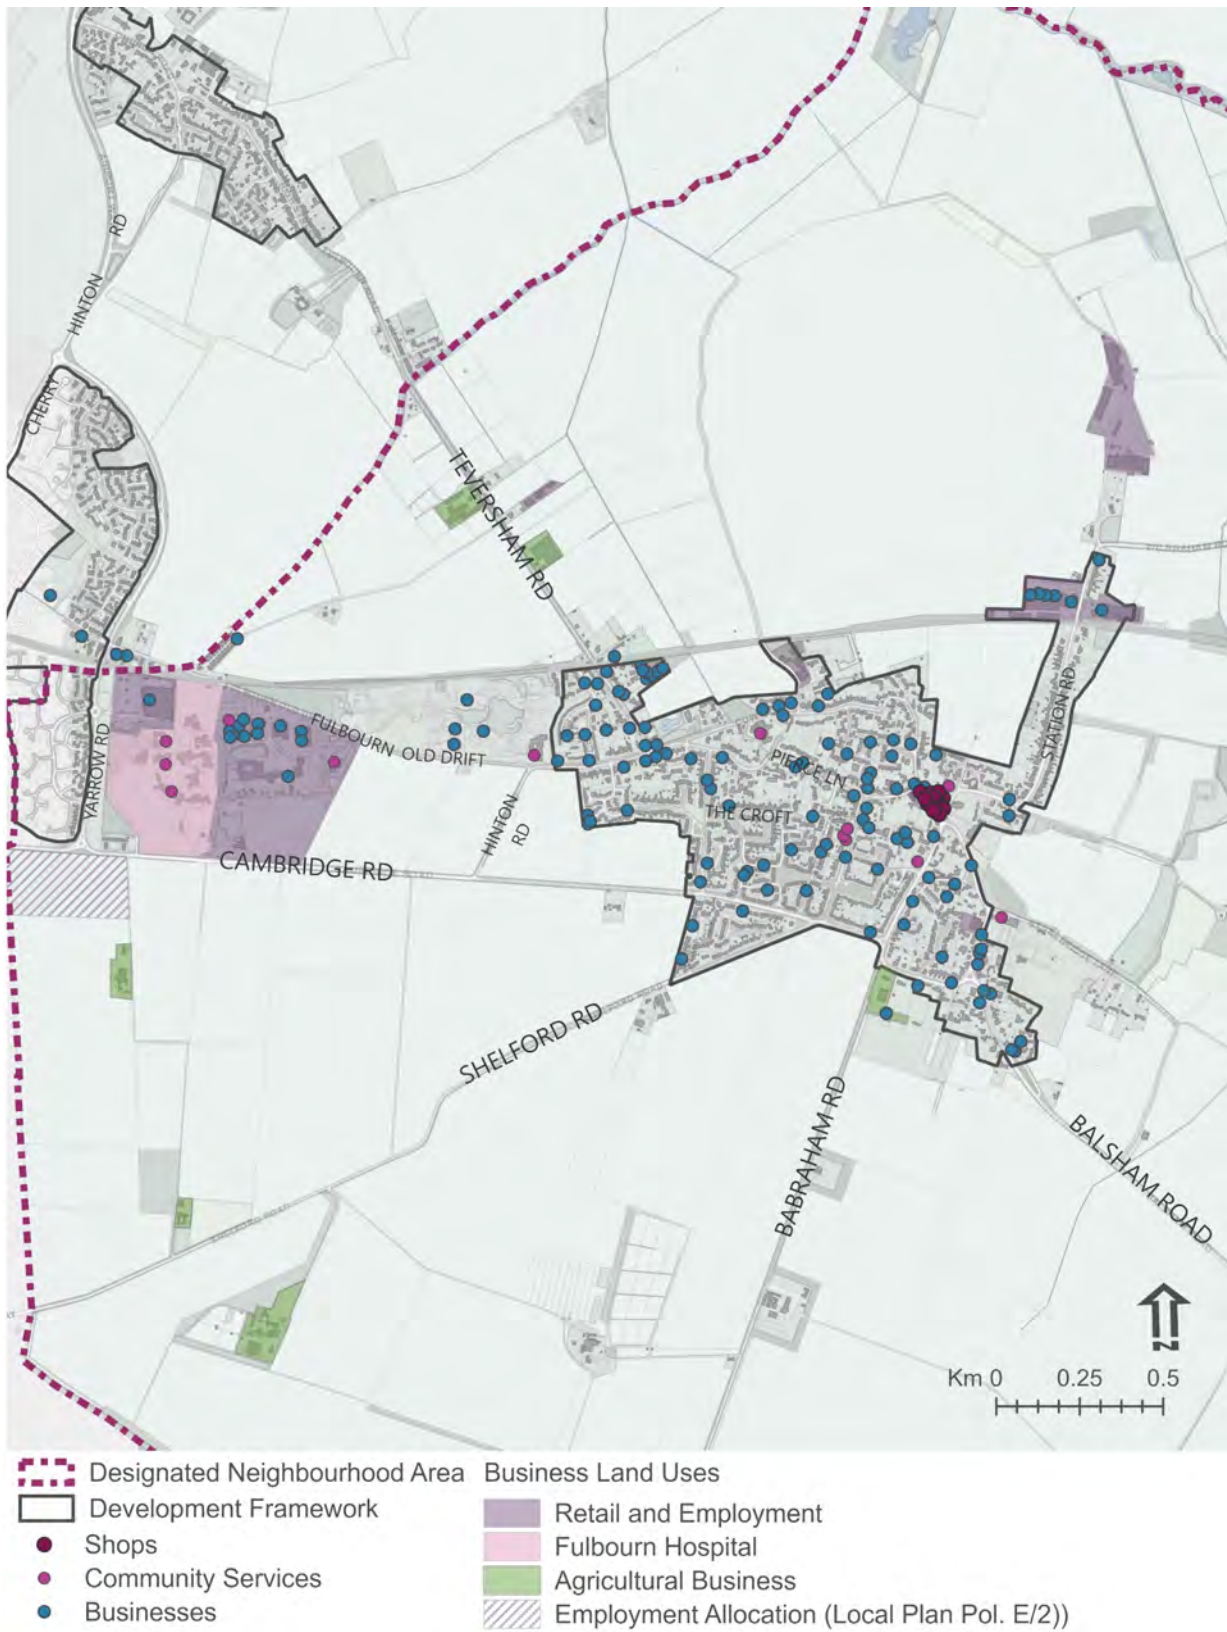 HINTON RD
CHERRY
TEVERSHAM RD
STATION RD
FULBOURN OLD DRIFT
YARROW RD
PIERCE LN
THE CROFT
HINTON
RD
CAMBRIDGE RD
SHELFORD RD
BABRAHAM RD
BALSHAM ROAD
N
Km 0 0.25 0.5
Designated Neighbourhood Area
Business Land Uses
Development Framework
Retail and Employment
Shops
Fulbourn Hospital
Community Services
Agricultural Business
Businesses
Employment Allocation (Local Plan Pol. E/2))